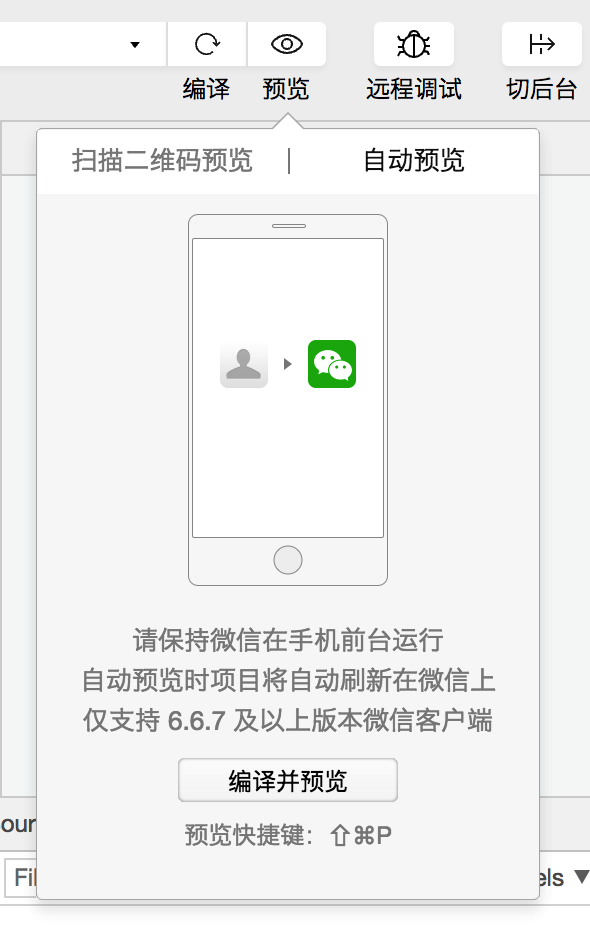 编译 预览 远程调试 切后台
扫描二维码预览 | 自动预览
请保持微信在手机前台运行
自动预览时项目将自动刷新在微信上
仅支持 6.6.7 及以上版本微信客户端
编译并预览
预览快捷键：⇧⌘P
our
Fil
els ▼